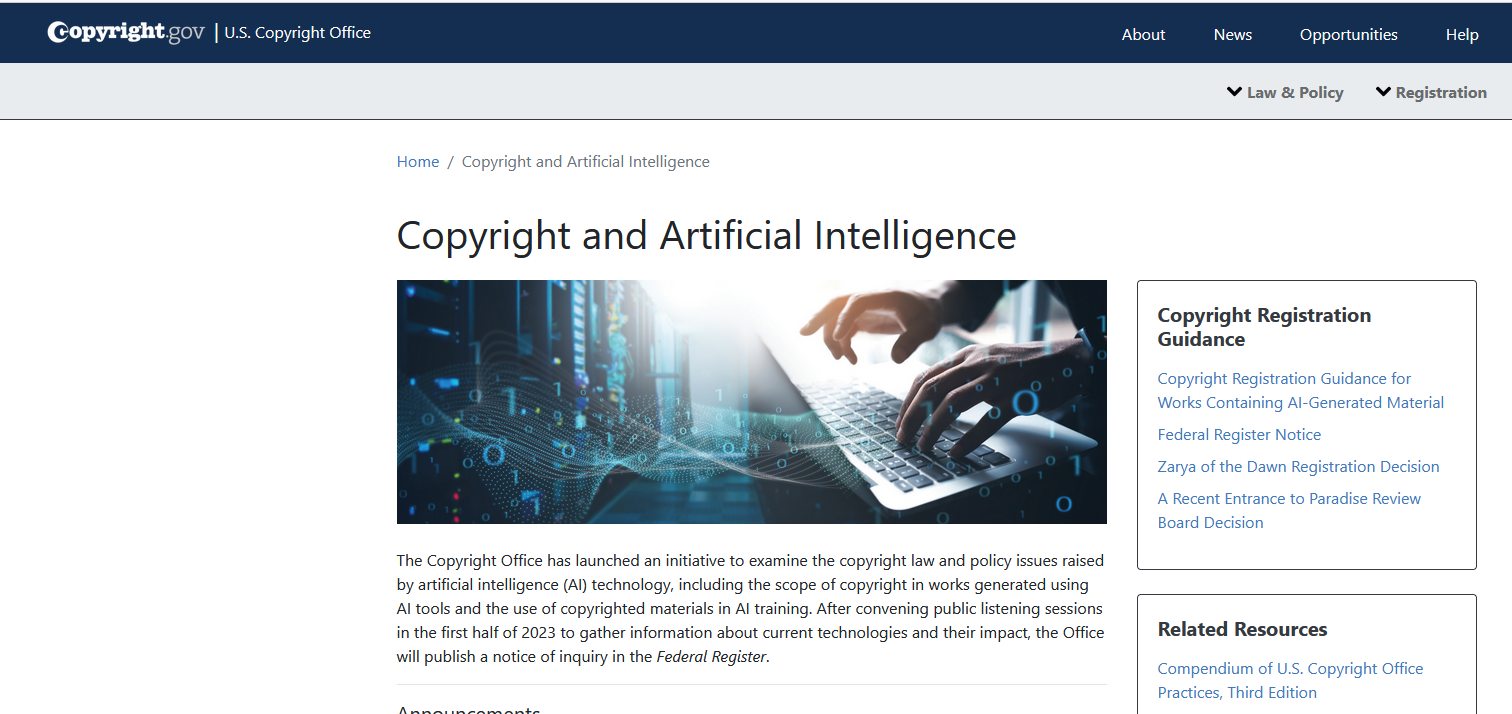 Copyright.gov | U.S. Copyright Office
About News Opportunities Help
Law & Policy Registration
Home / Copyright and Artificial Intelligence
Copyright and Artificial Intelligence
The Copyright Office has launched an initiative to examine the copyright law and policy issues raised
by artificial intelligence (AI) technology, including the scope of copyright in works generated using
AI tools and the use of copyrighted materials in AI training. After convening public listening sessions
in the first half of 2023 to gather information about current technologies and their impact, the Office
will publish a notice of inquiry in the Federal Register.
Announcements
Copyright Registration
Guidance
Copyright Registration Guidance for
Works Containing AI-Generated Material
Federal Register Notice
Zarya of the Dawn Registration Decision
A Recent Entrance to Paradise Review
Board Decision
Related Resources
Compendium of U.S. Copyright Office
Practices, Third Edition